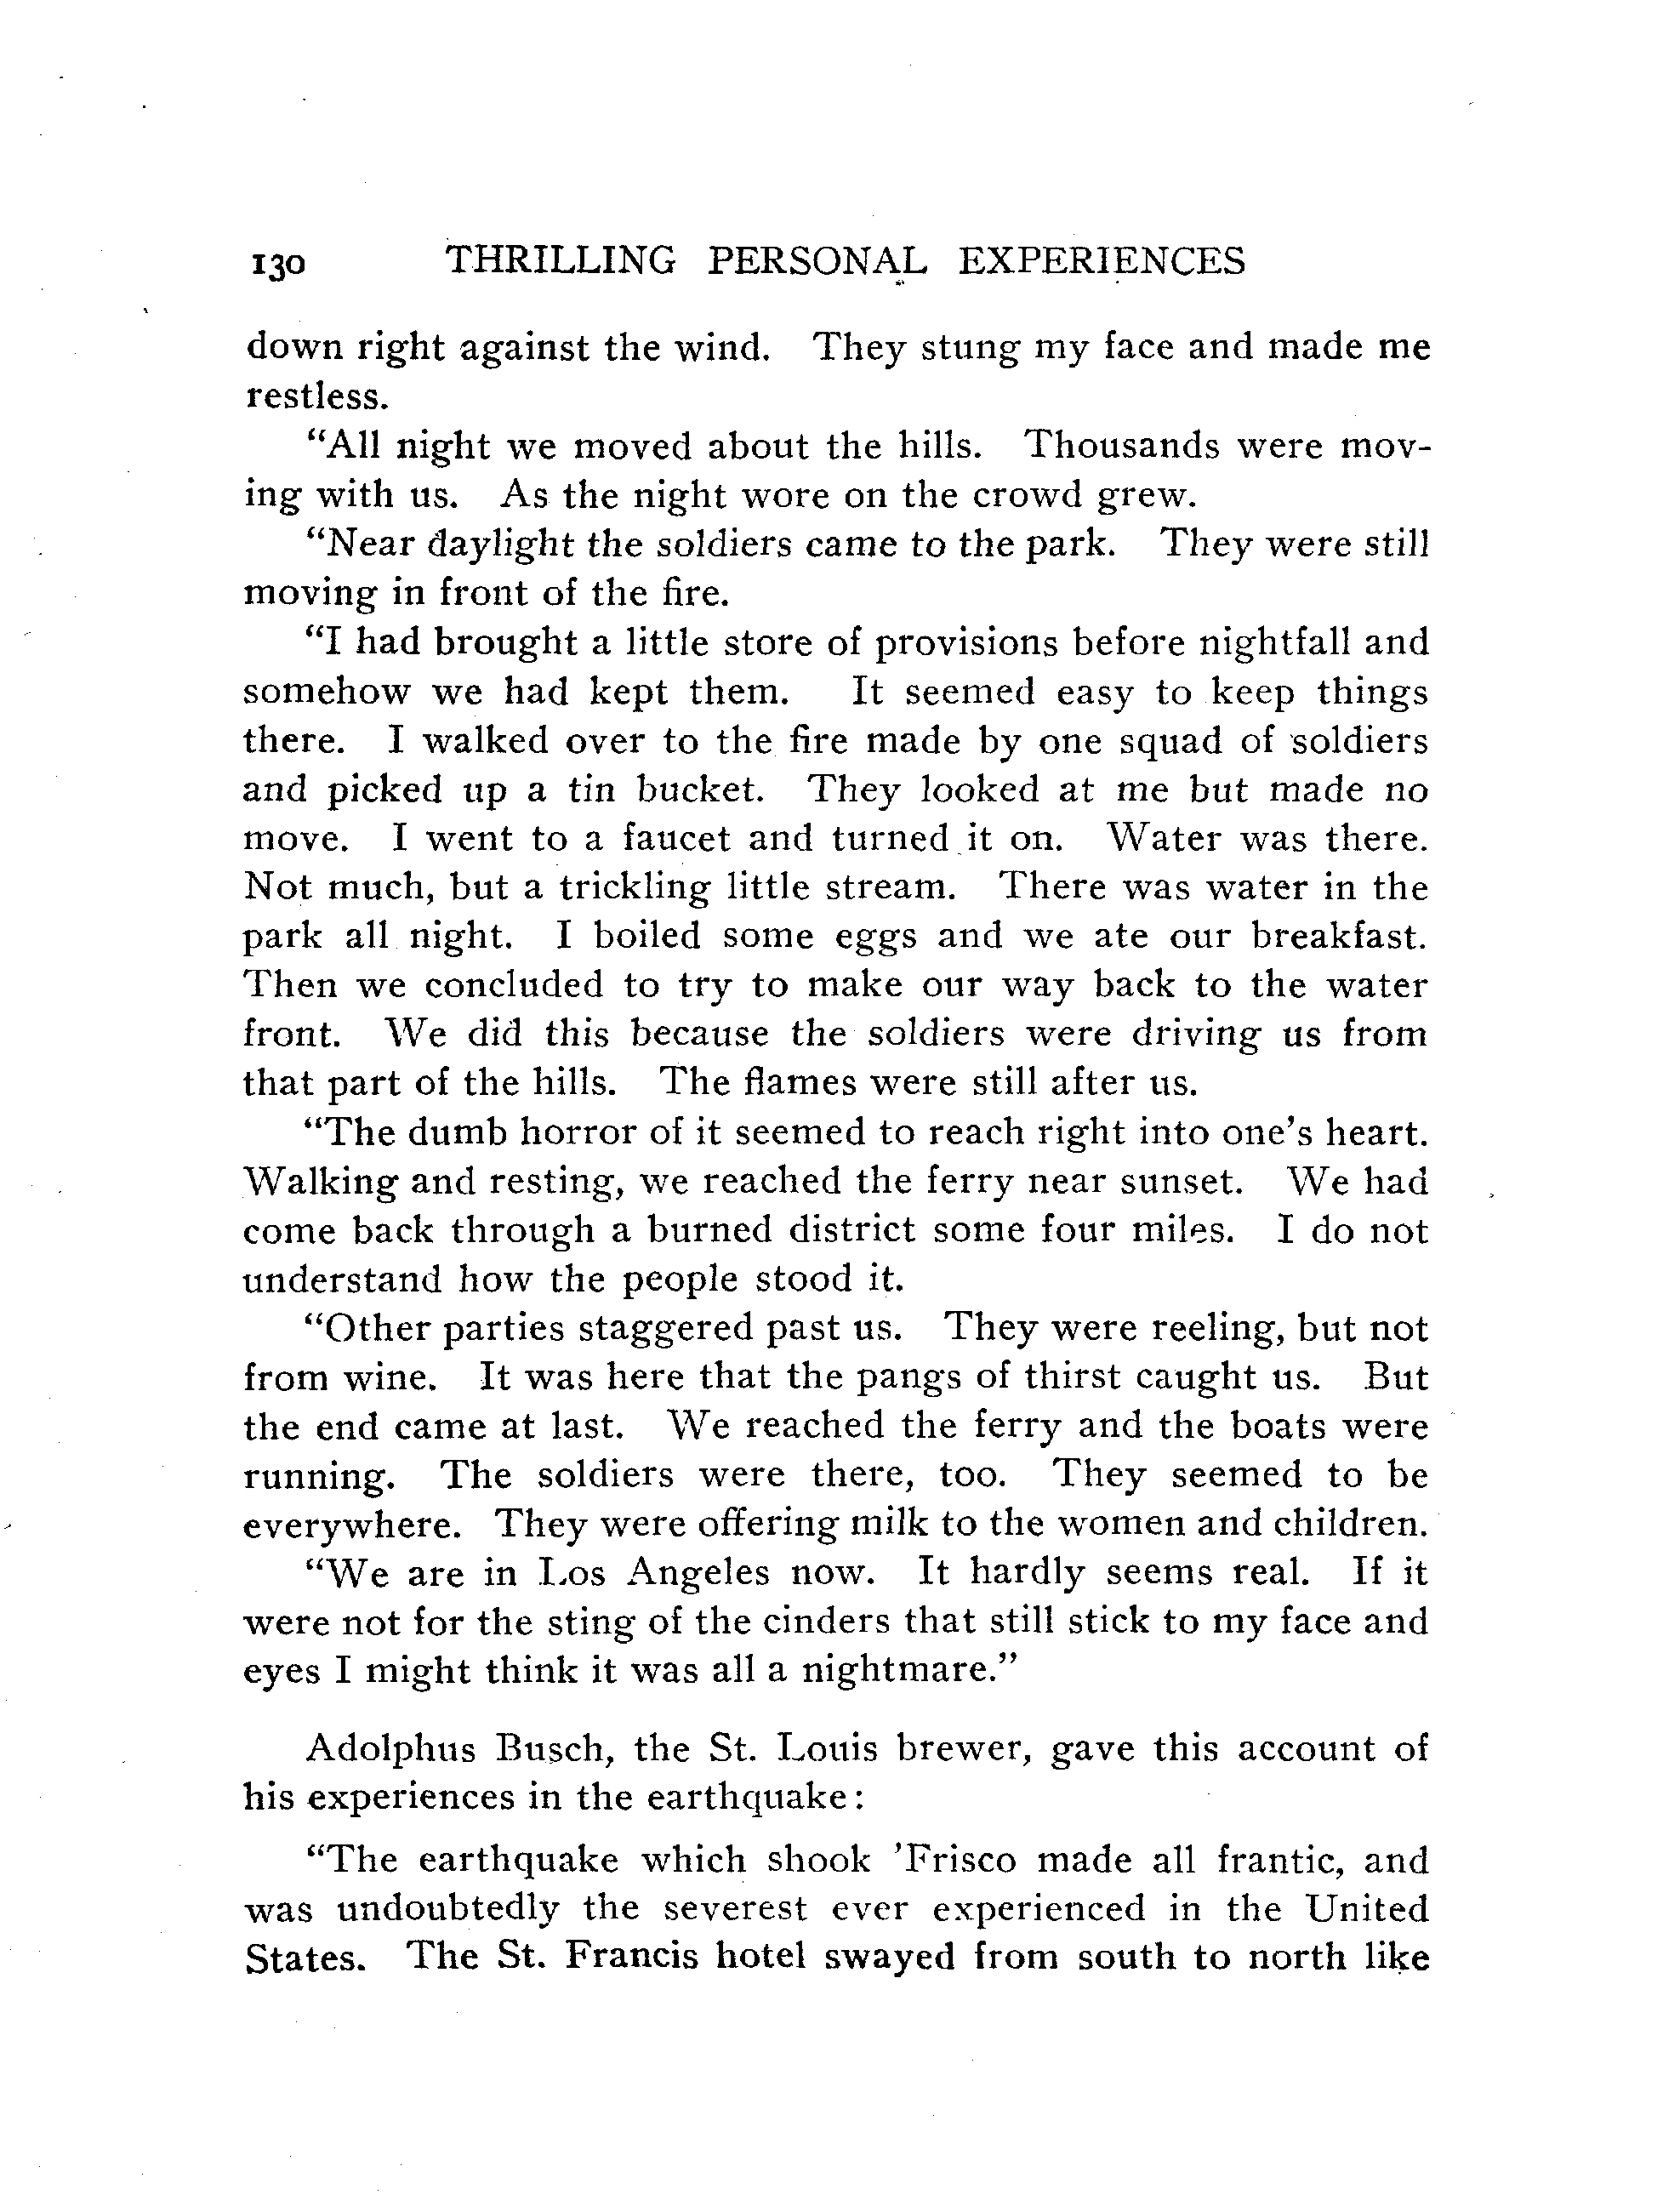 130 THRILLING PERSONAL EXPERIENCES
down right against the wind. They stung my face and made me
restless.
"All night we moved about the hills. Thousands were mov-
ing with us. As the night wore on the crowd grew.
"Near daylight the soldiers came to the park. They were still
moving in front of the fire.
"I had brought a little store of provisions before nightfall and
somehow we had kept them. It seemed easy to keep things
there. I walked over to the fire made by one squad of soldiers
and picked up a tin bucket. They looked at me but made no
move. I went to a faucet and turned it on. Water was there.
Not much, but a trickling little stream. There was water in the
park all night. I boiled some eggs and we ate our breakfast.
Then we concluded to try to make our way back to the water
front. We did this because the soldiers were driving us from
that part of the hills. The flames were still after us.
"The dumb horror of it seemed to reach right into one's heart.
Walking and resting, we reached the ferry near sunset. We had
come back through a burned district some four miles. I do not
understand how the people stood it.
"Other parties staggered past us. They were reeling, but not
from wine. It was here that the pangs of thirst caught us. But
the end came at last. We reached the ferry and the boats were
running. The soldiers were there, too. They seemed to be
everywhere. They were offering milk to the women and children.
"We are in Los Angeles now. It hardly seems real. If it
were not for the sting of the cinders that still stick to my face and
eyes I might think it was all a nightmare."
Adolphus Busch, the St. Louis brewer, gave this account of
his experiences in the earthquake:
"The earthquake which shook 'Frisco made all frantic, and
was undoubtedly the severest ever experienced in the United
States. The St. Francis hotel swayed from south to north like